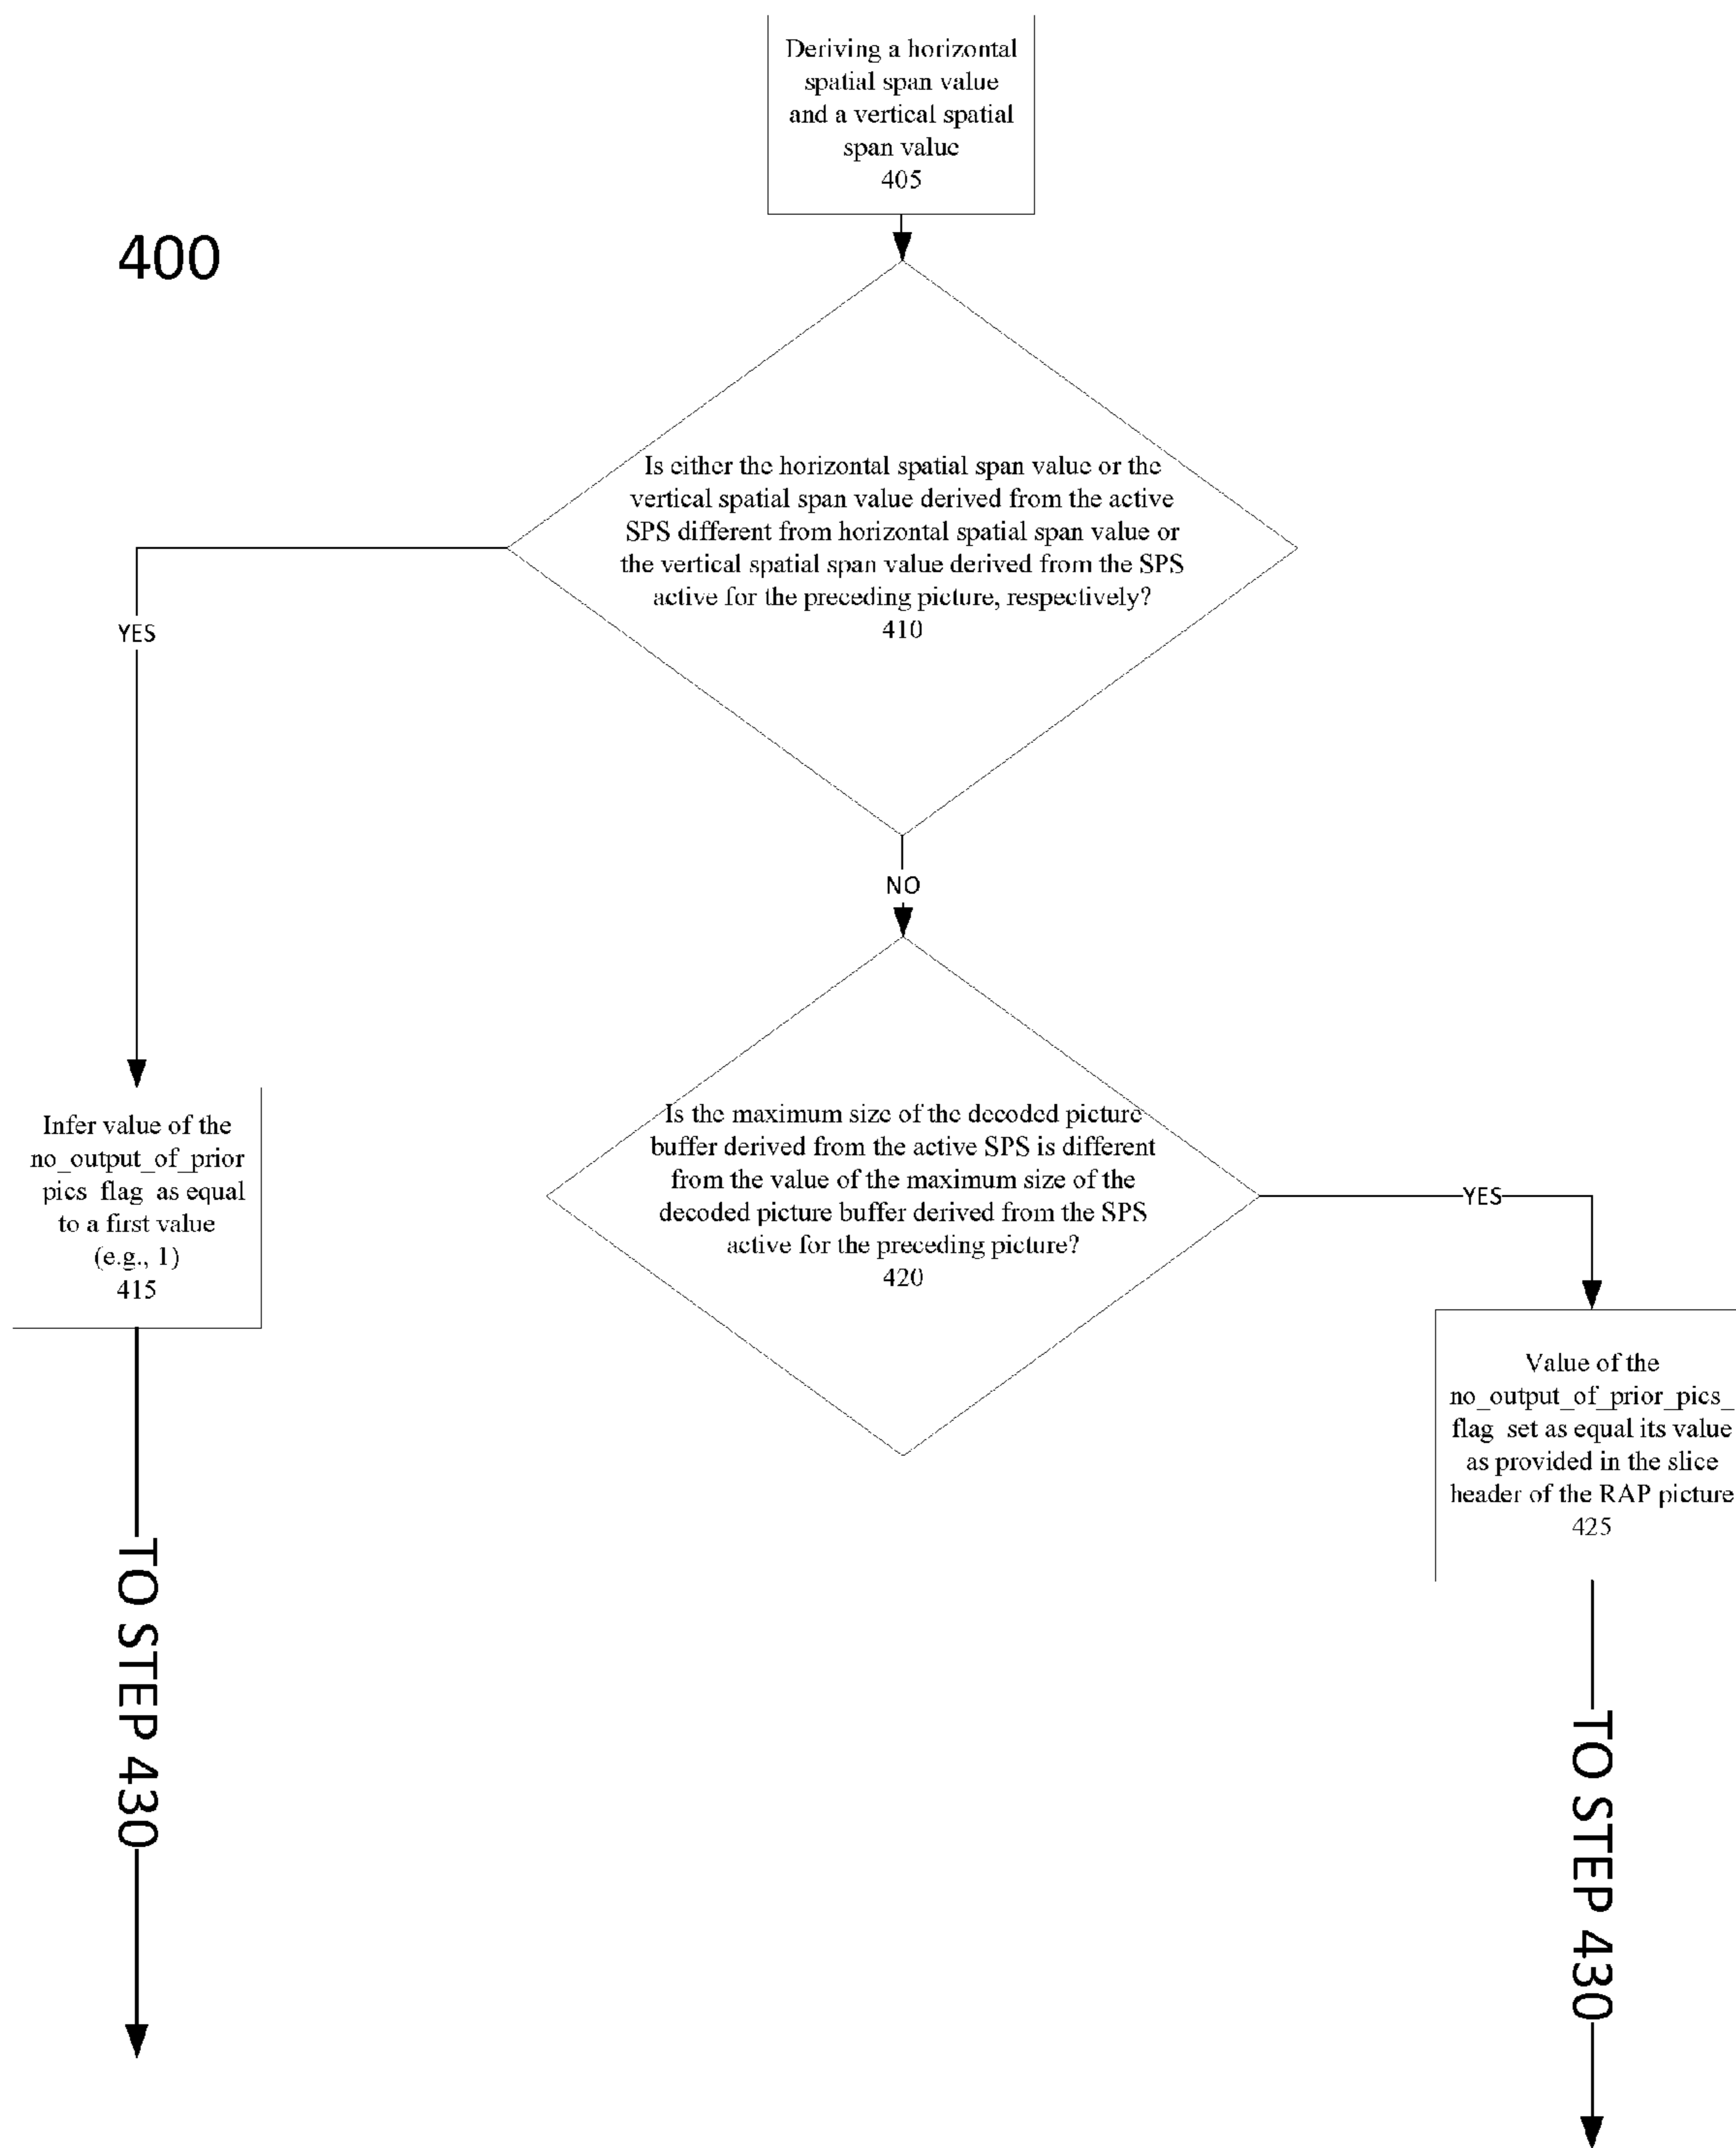 Deriving a horizontal
spatial span value
and a vertical spatial
span value
405
400
Is either the horizontal spatial span value or the
vertical spatial span value derived from the active
SPS different from horizontal spatial span value or
the vertical spatial span value derived from the SPS
active for the preceding picture, respectively?
410
YES
NO
Infer value of the
no_output_of_prior
pics flag as equal
to a first value
(e.g., 1)
415
Is the maximum size of the decoded picture
buffer derived from the active SPS is different
from the value of the maximum size of the
decoded picture buffer derived from the SPS
active for the preceding picture?
420
YES
Value of the
no_output_of_prior_pics_
flag set as equal its value
as provided in the slice
header of the RAP picture
425
TO STEP 430
TO STEP 430